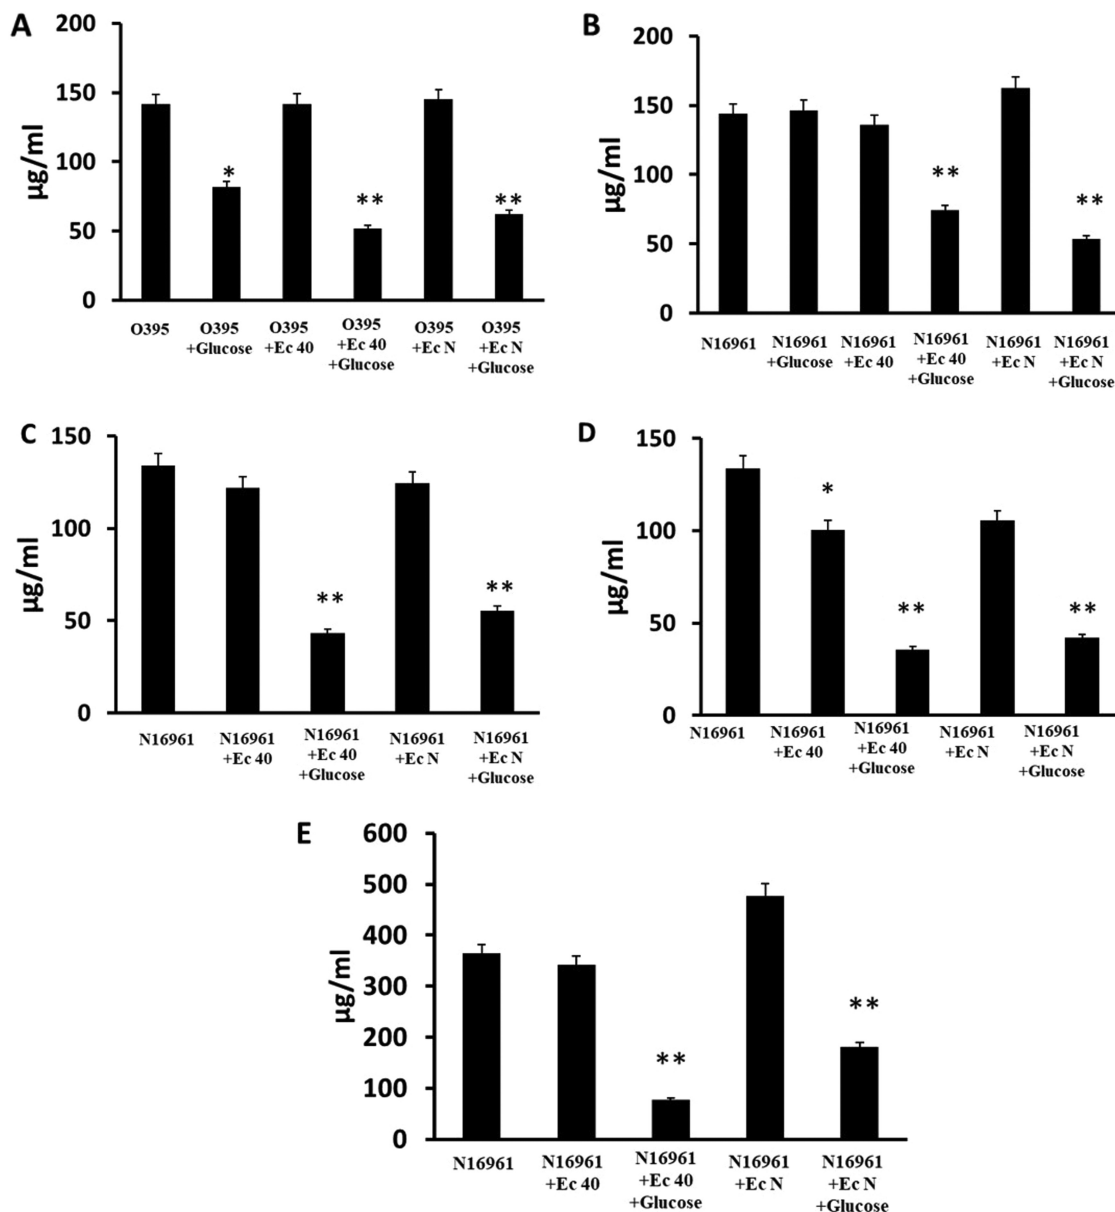 A
µg/ml
200
150
100
50
0
*
**
**
O395
O395
+Glucose
O395
+Ec 40
O395
+Ec 40
+Glucose
O395
+Ec N
O395
+Ec N
+Glucose
B
µg/ml
200
150
100
50
0
**
**
N16961
N16961
+Glucose
N16961
+Ec 40
N16961
+Ec 40
+Glucose
N16961
+Ec N
N16961
+Ec N
+Glucose
C
µg/ml
150
100
50
0
**
**
N16961
N16961
+Ec 40
N16961
+Ec 40
+Glucose
N16961
+Ec N
N16961
+Ec N
+Glucose
D
µg/ml
150
100
50
0
*
**
**
N16961
N16961
+Ec 40
N16961
+Ec 40
+Glucose
N16961
+Ec N
N16961
+Ec N
+Glucose
E
µg/ml
600
500
400
300
200
100
0
**
**
N16961
N16961
+Ec 40
N16961
+Ec 40
+Glucose
N16961
+Ec N
N16961
+Ec N
+Glucose